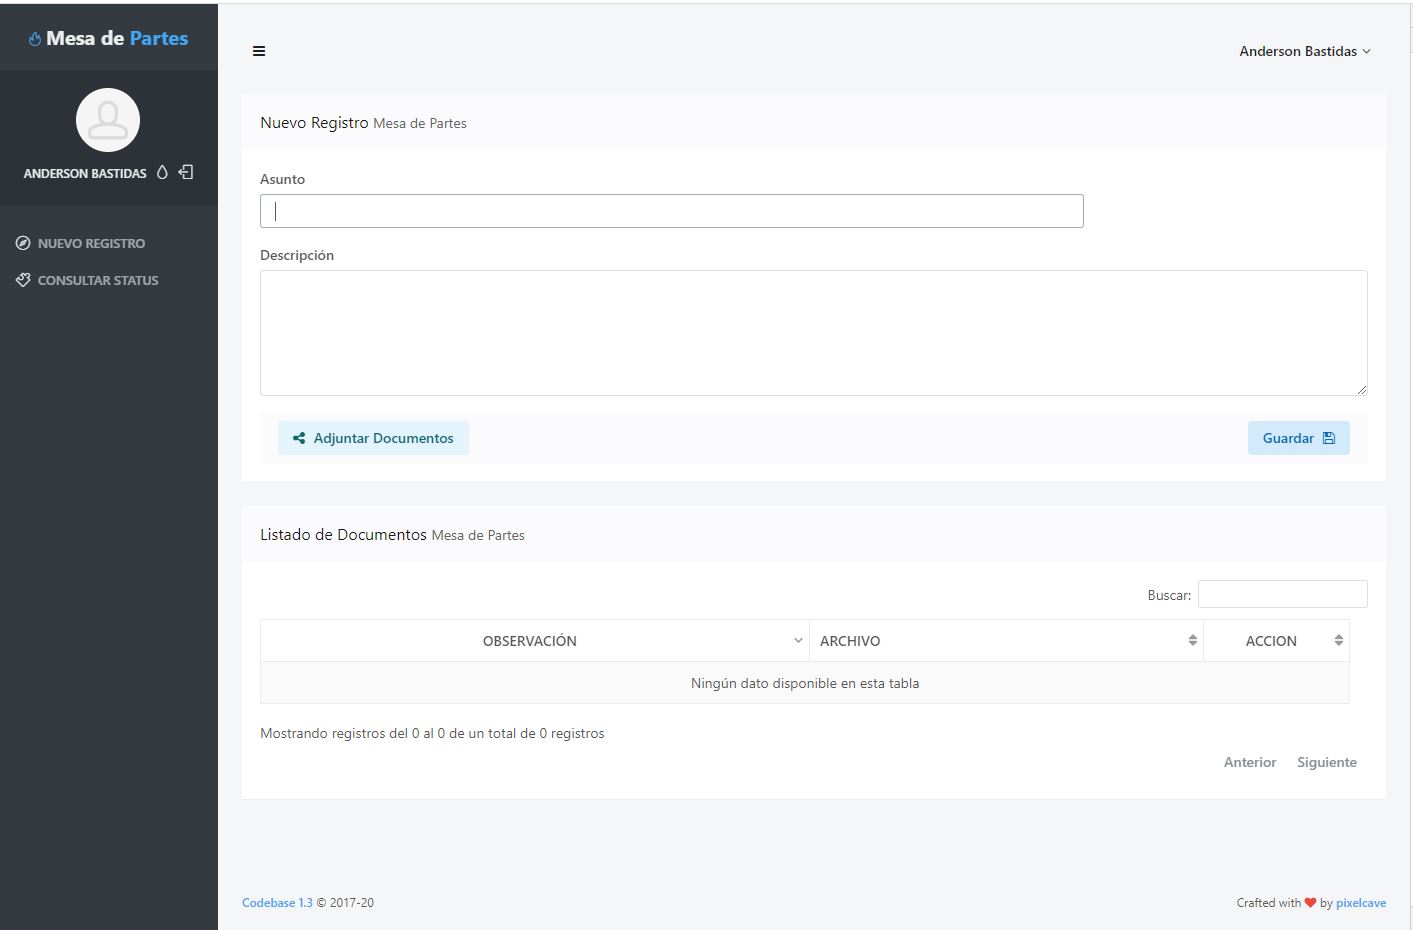 Mesa de Partes
Anderson Bastidas
ANDERSON BASTIDAS
NUEVO REGISTRO
CONSULTAR STATUS
Nuevo Registro Mesa de Partes
Asunto
Descripción
Adjuntar Documentos
Guardar
Listado de Documentos Mesa de Partes
Buscar:
OBSERVACIÓN ARCHIVO ACCION
Ningún dato disponible en esta tabla
Mostrando registros del 0 al 0 de un total de 0 registros
Anterior Siguiente
Codebase 1.3 © 2017-20
Crafted with ❤ by pixelcave